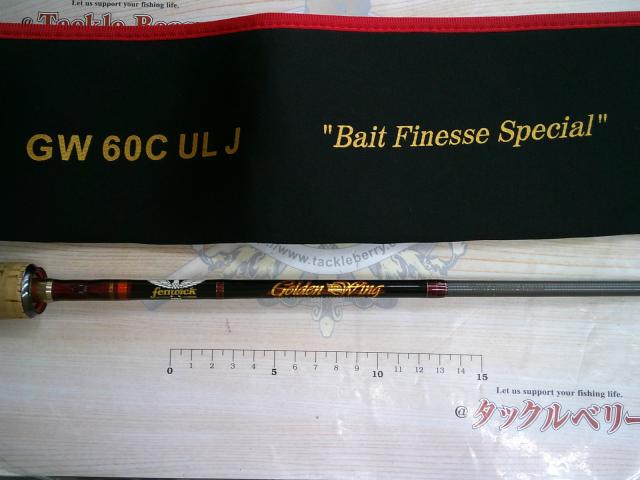 Let us support your fishing life.
@Tackle Berry
GW 60C UL J
"Bait Finesse Special"
www.tackleberry.co
fenwick
Golden Wing
0 1 2 3 4 5 6 7 8 9 10 11 12 13 14 15
Let us support your fishing life.
@タックルベリー